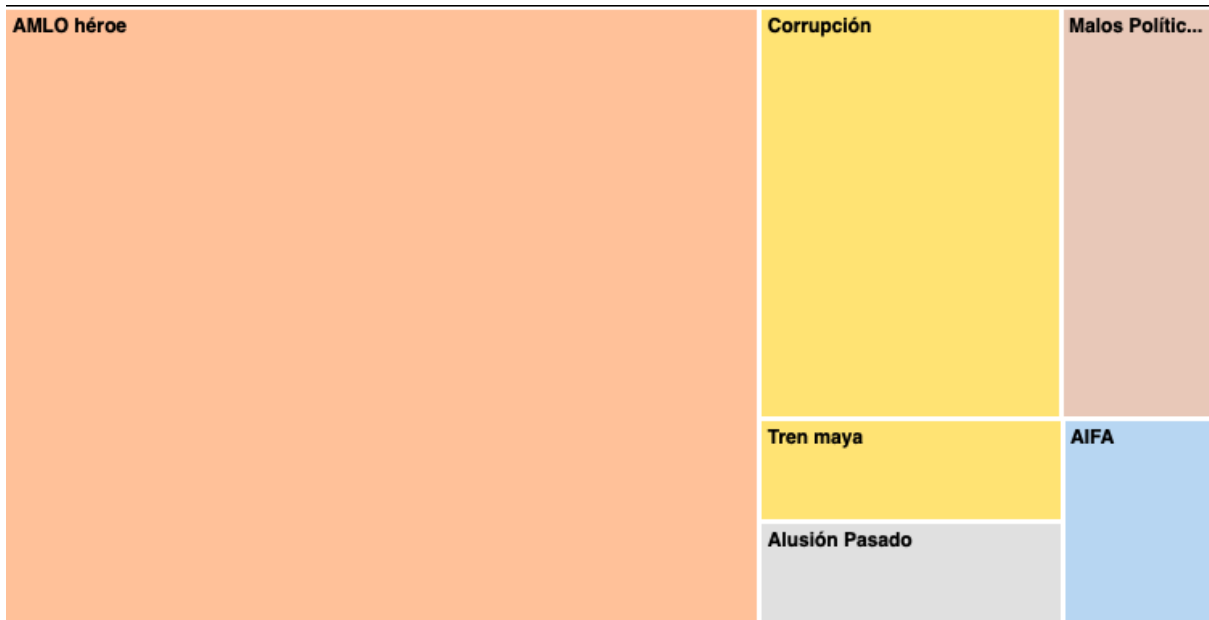 AMLO héroe
Corrupción
Malos Polític...
Tren maya
AIFA
Alusión Pasado